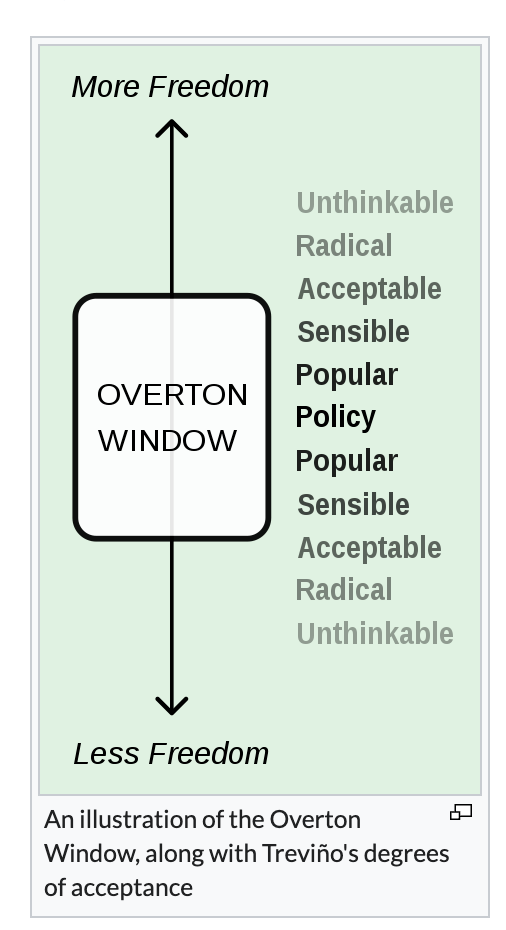 More Freedom
Unthinkable
Radical
Acceptable
Sensible
Popular
Policy
Popular
Sensible
Acceptable
Radical
Unthinkable
OVERTON
WINDOW
Less Freedom
An illustration of the Overton
Window, along with Treviño's degrees
of acceptance